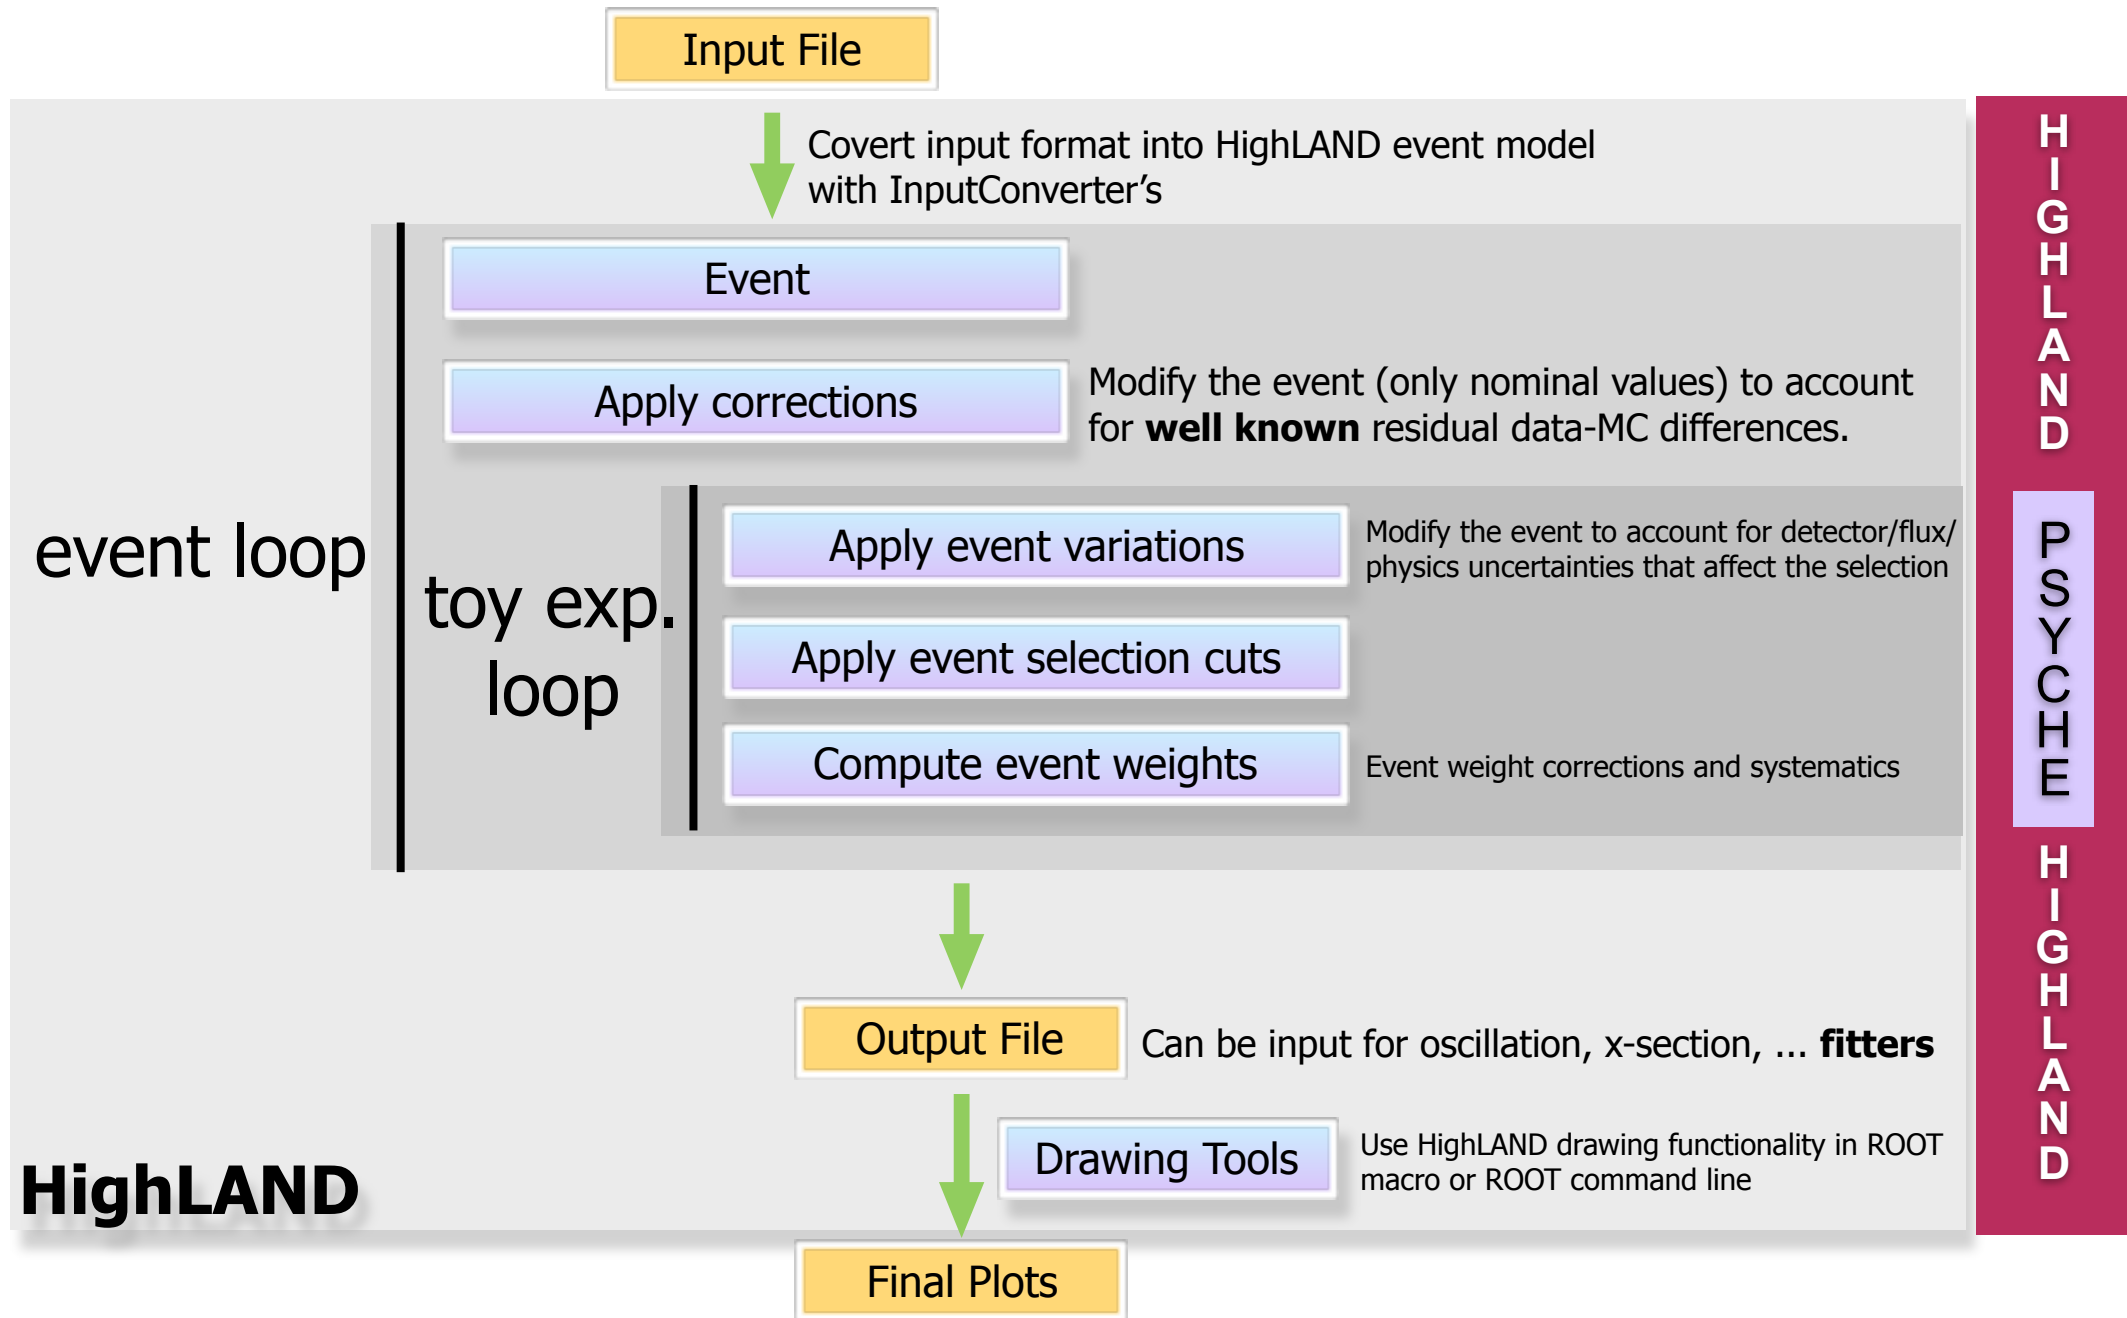 Input File
Covert input format into HighLAND event model
with InputConverter’s
Event
Apply corrections
Modify the event (only nominal values) to account
for well known residual data-MC differences.
event loop
toy exp.
loop
Apply event variations
Modify the event to account for detector/flux/
physics uncertainties that affect the selection
Apply event selection cuts
Compute event weights
Event weight corrections and systematics
Output File
Can be input for oscillation, x-section, ... fitters
Drawing Tools
Use HighLAND drawing functionality in ROOT
macro or ROOT command line
HighLAND
Final Plots
HIGHLAND
PSYCHE
HIGHLAND